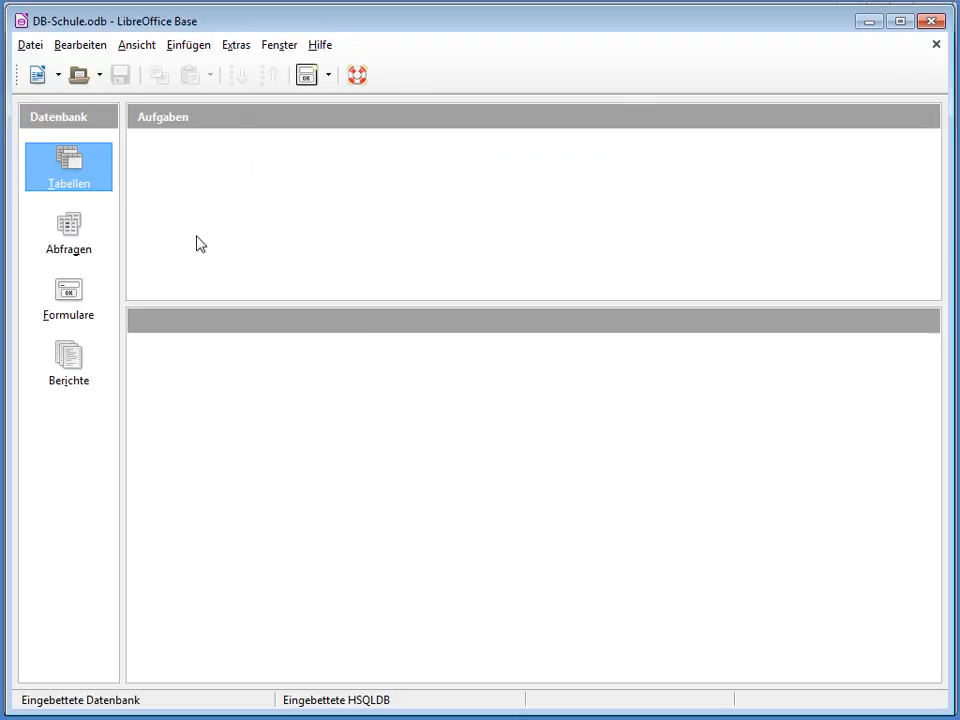 DB-Schule.odb - LibreOffice Base
Datei Bearbeiten Ansicht Einfügen Extras Fenster Hilfe
Datenbank
Aufgaben
Tabellen
Abfragen
OK
Formulare
Berichte
Eingebettete Datenbank
Eingebettete HSQLDB